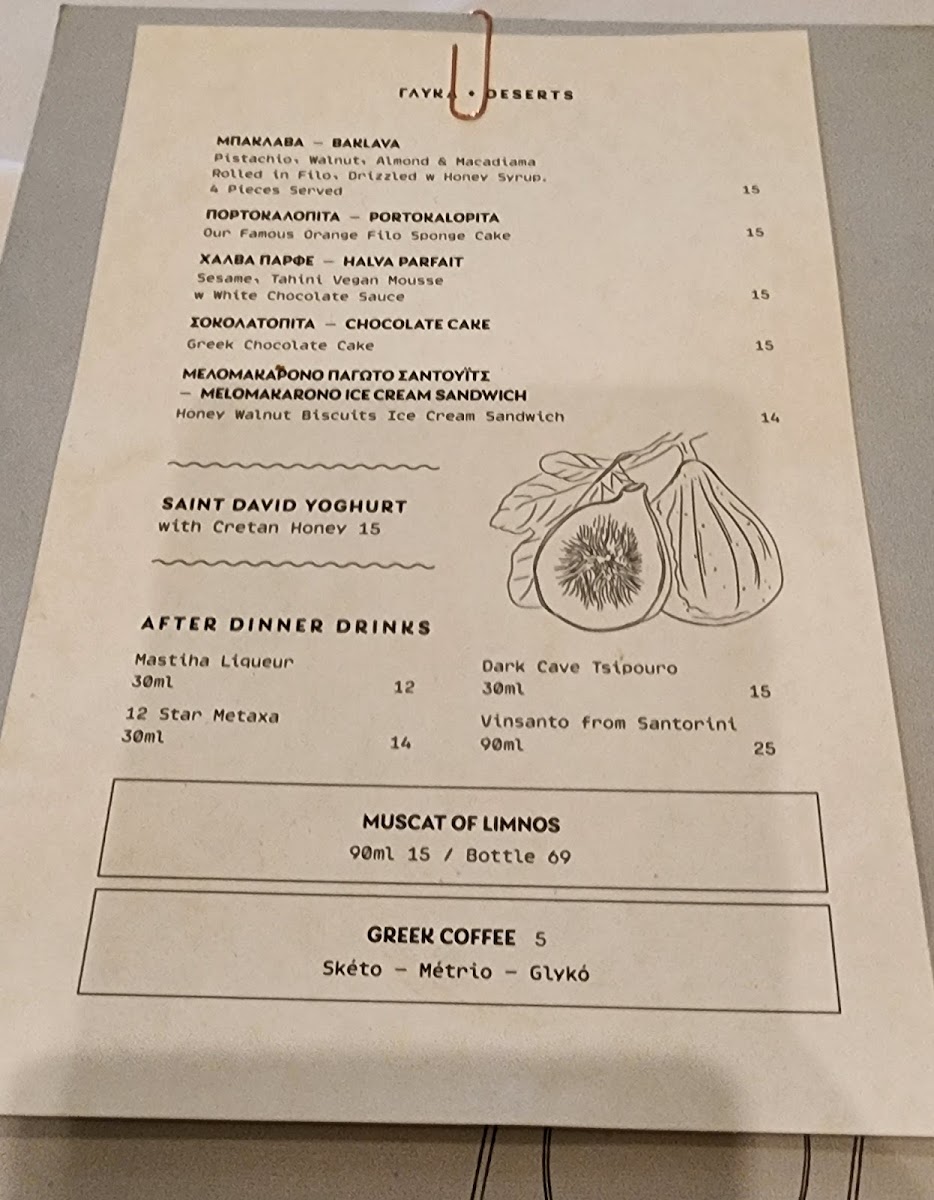 ΓΛΥΚΑ • DESERTS
ΜΠΑΚΛΑΒΑ – BAKLAVA
Pistachio, Walnut, Almond & Macadiama
Rolled in Filo, Drizzled w Honey Syrup.
4 Pieces Served 15
ΠΟΡΤΟΚΑΛΟΠΙΤΑ – PORTOKALOPITA
Our Famous Orange Filo Sponge Cake 15
ΧΑΛΒΑ ΠΑΡΦΕ – HALVA PARFAIT
Sesame, Tahini Vegan Mousse
w White Chocolate Sauce 15
ΣΟΚΟΛΑΤΟΠΙΤΑ – CHOCOLATE CAKE
Greek Chocolate Cake 15
ΜΕΛΟΜΑΚΑΡΟΝΟ ΠΑΓΩΤΟ ΣΑΝΤΟΥΪΤΣ
– MELOMAKARONO ICE CREAM SANDWICH
Honey Walnut Biscuits Ice Cream Sandwich 14
SAINT DAVID YOGHURT
with Cretan Honey 15
AFTER DINNER DRINKS
Mastiha Liqueur
30ml 12
12 Star Metaxa
30ml 14
Dark Cave Tsipouro
30ml 15
Vinsanto from Santorini
90ml 25
MUSCAT OF LIMNOS
90ml 15 / Bottle 69
GREEK COFFEE 5
Skéto – Métrio – Glykó